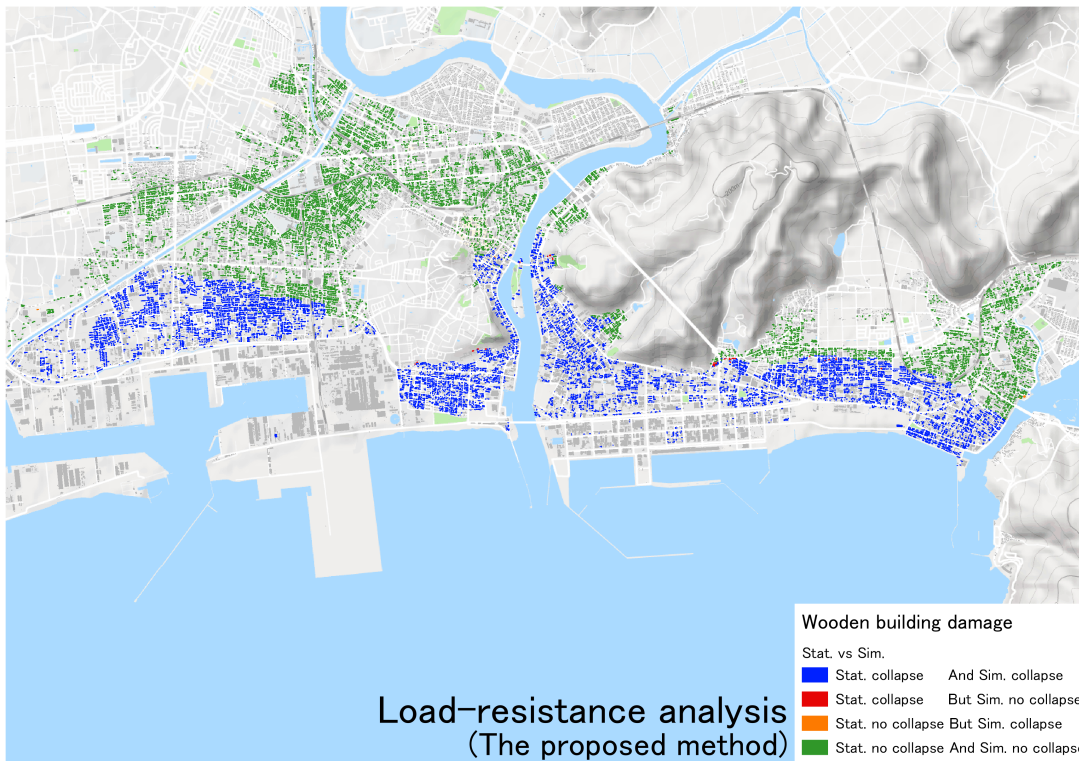 Load-resistance analysis
(The proposed method)
Wooden building damage
Stat. vs Sim.
Stat. collapse And Sim. collapse
Stat. collapse But Sim. no collapse
Stat. no collapse But Sim. collapse
Stat. no collapse And Sim. no collapse